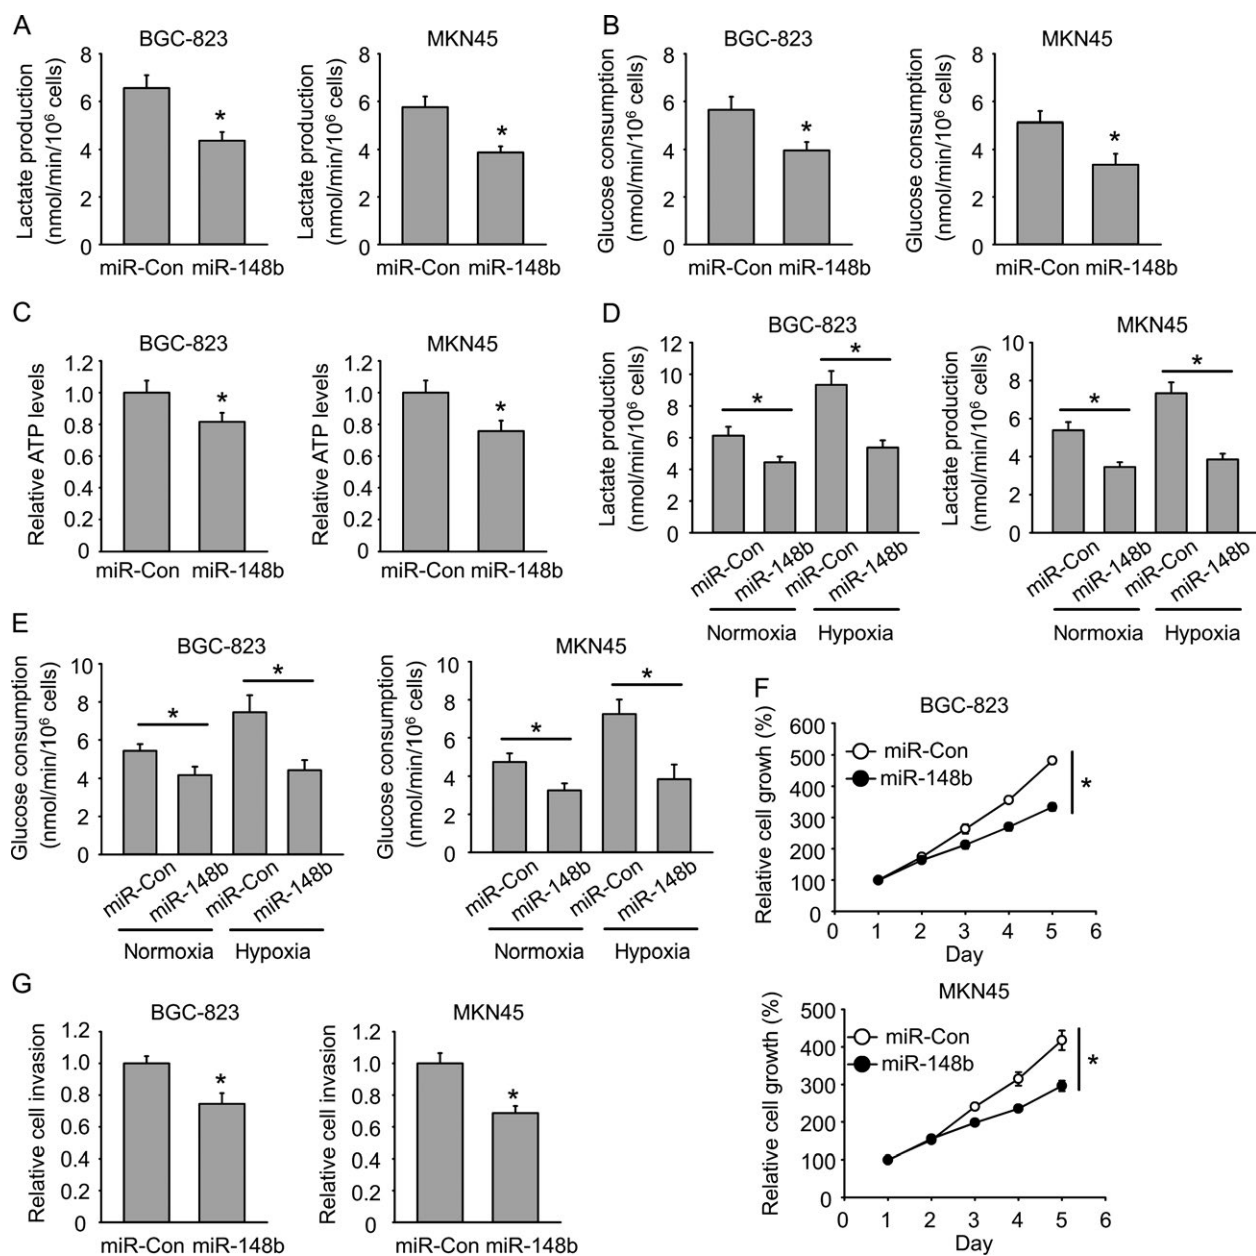 A
BGC-823
Lactate production
(nmol/min/10⁶ cells)
8
6
4
2
0
*
miR-Con miR-148b
MKN45
Lactate production
(nmol/min/10⁶ cells)
8
6
4
2
0
*
miR-Con miR-148b
B
BGC-823
Glucose consumption
(nmol/min/10⁶ cells)
8
6
4
2
0
*
miR-Con miR-148b
MKN45
Glucose consumption
(nmol/min/10⁶ cells)
8
6
4
2
0
*
miR-Con miR-148b
C
BGC-823
Relative ATP levels
1.2
1.0
0.8
0.6
0.4
0.2
0
*
miR-Con miR-148b
MKN45
Relative ATP levels
1.2
1.0
0.8
0.6
0.4
0.2
0
*
miR-Con miR-148b
D
BGC-823
Lactate production
(nmol/min/10⁶ cells)
12
10
8
6
4
2
0
*
*
miR-Con
miR-148b
miR-Con
miR-148b
Normoxia Hypoxia
MKN45
Lactate production
(nmol/min/10⁶ cells)
10
8
6
4
2
0
*
*
miR-Con
miR-148b
miR-Con
miR-148b
Normoxia Hypoxia
E
BGC-823
Glucose consumption
(nmol/min/10⁶ cells)
10
8
6
4
2
0
*
*
miR-Con
miR-148b
miR-Con
miR-148b
Normoxia Hypoxia
MKN45
Glucose consumption
(nmol/min/10⁶ cells)
10
8
6
4
2
0
*
*
miR-Con
miR-148b
miR-Con
miR-148b
Normoxia Hypoxia
F
BGC-823
Relative cell growth (%)
600
500
400
300
200
100
0
miR-Con
miR-148b
*
0 1 2 3 4 5 6
Day
MKN45
Relative cell growth (%)
500
400
300
200
100
0
miR-Con
miR-148b
*
0 1 2 3 4 5 6
Day
G
BGC-823
Relative cell invasion
1.2
1.0
0.8
0.6
0.4
0.2
0
*
miR-Con miR-148b
MKN45
Relative cell invasion
1.2
1.0
0.8
0.6
0.4
0.2
0
*
miR-Con miR-148b